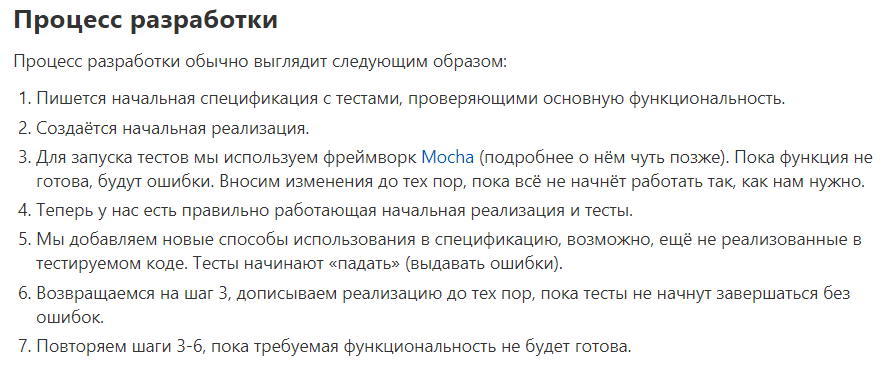 Процесс разработки
Процесс разработки обычно выглядит следующим образом:
1. Пишется начальная спецификация с тестами, проверяющими основную функциональность.
2. Создаётся начальная реализация.
3. Для запуска тестов мы используем фреймворк Mocha (подробнее о нём чуть позже). Пока функция не
готова, будут ошибки. Вносим изменения до тех пор, пока всё не начнёт работать так, как нам нужно.
4. Теперь у нас есть правильно работающая начальная реализация и тесты.
5. Мы добавляем новые способы использования в спецификацию, возможно, ещё не реализованные в
тестируемом коде. Тесты начинают «падать» (выдавать ошибки).
6. Возвращаемся на шаг 3, дописываем реализацию до тех пор, пока тесты не начнут завершаться без
ошибок.
7. Повторяем шаги 3-6, пока требуемая функциональность не будет готова.